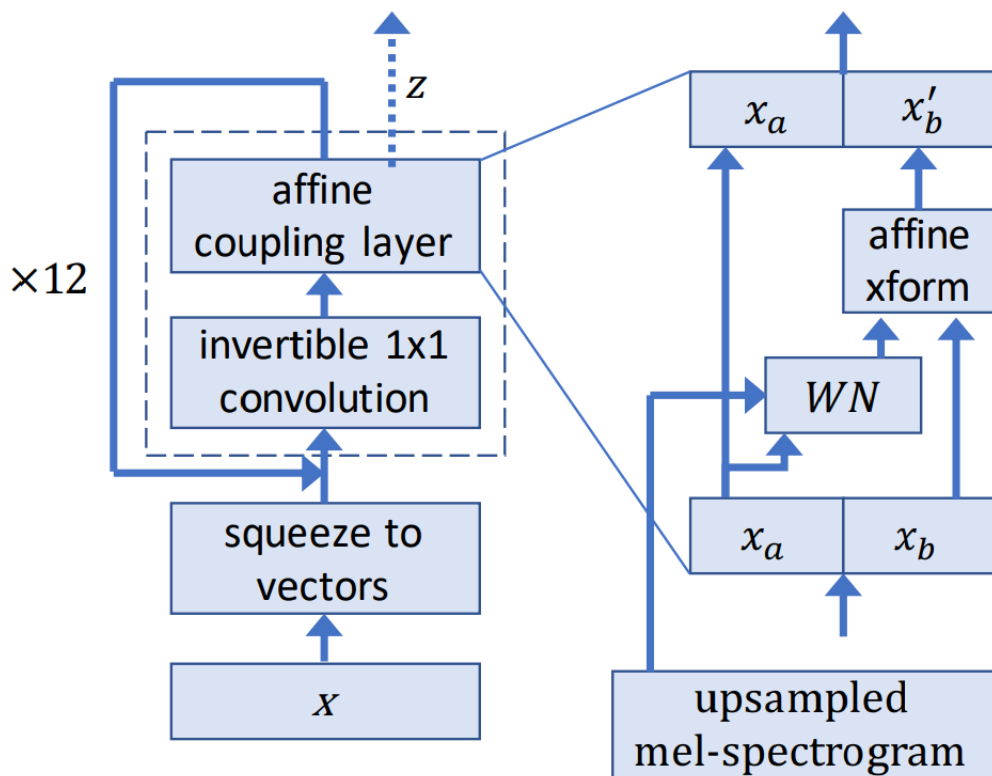 z
affine
coupling layer
×12
invertible 1x1
convolution
squeeze to
vectors
x
x_a
x_b'
affine
xform
WN
x_a
x_b
upsampled
mel-spectrogram